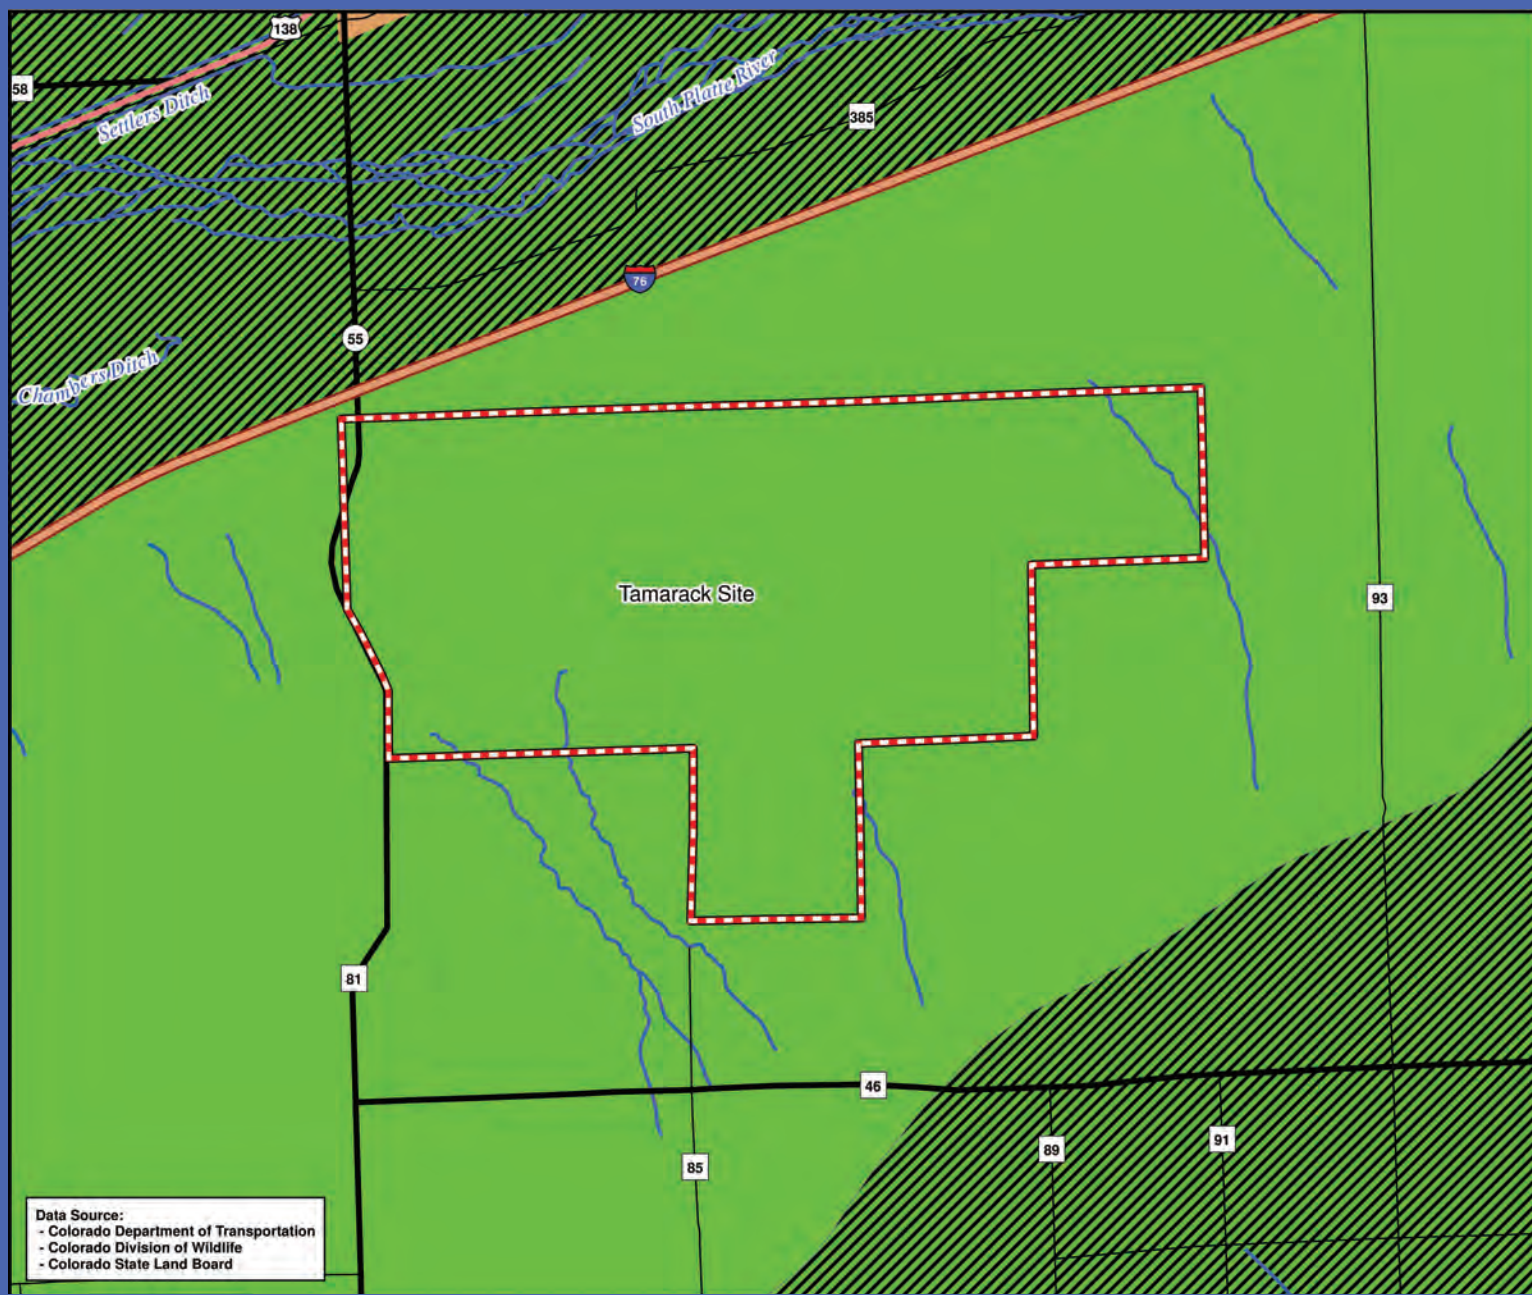 138
58
Settlers Ditch
South Platte River
385
76
55
Chambers Ditch
Tamarack Site
93
81
46
89
91
85
Data Source:
- Colorado Department of Transportation
- Colorado Division of Wildlife
- Colorado State Land Board